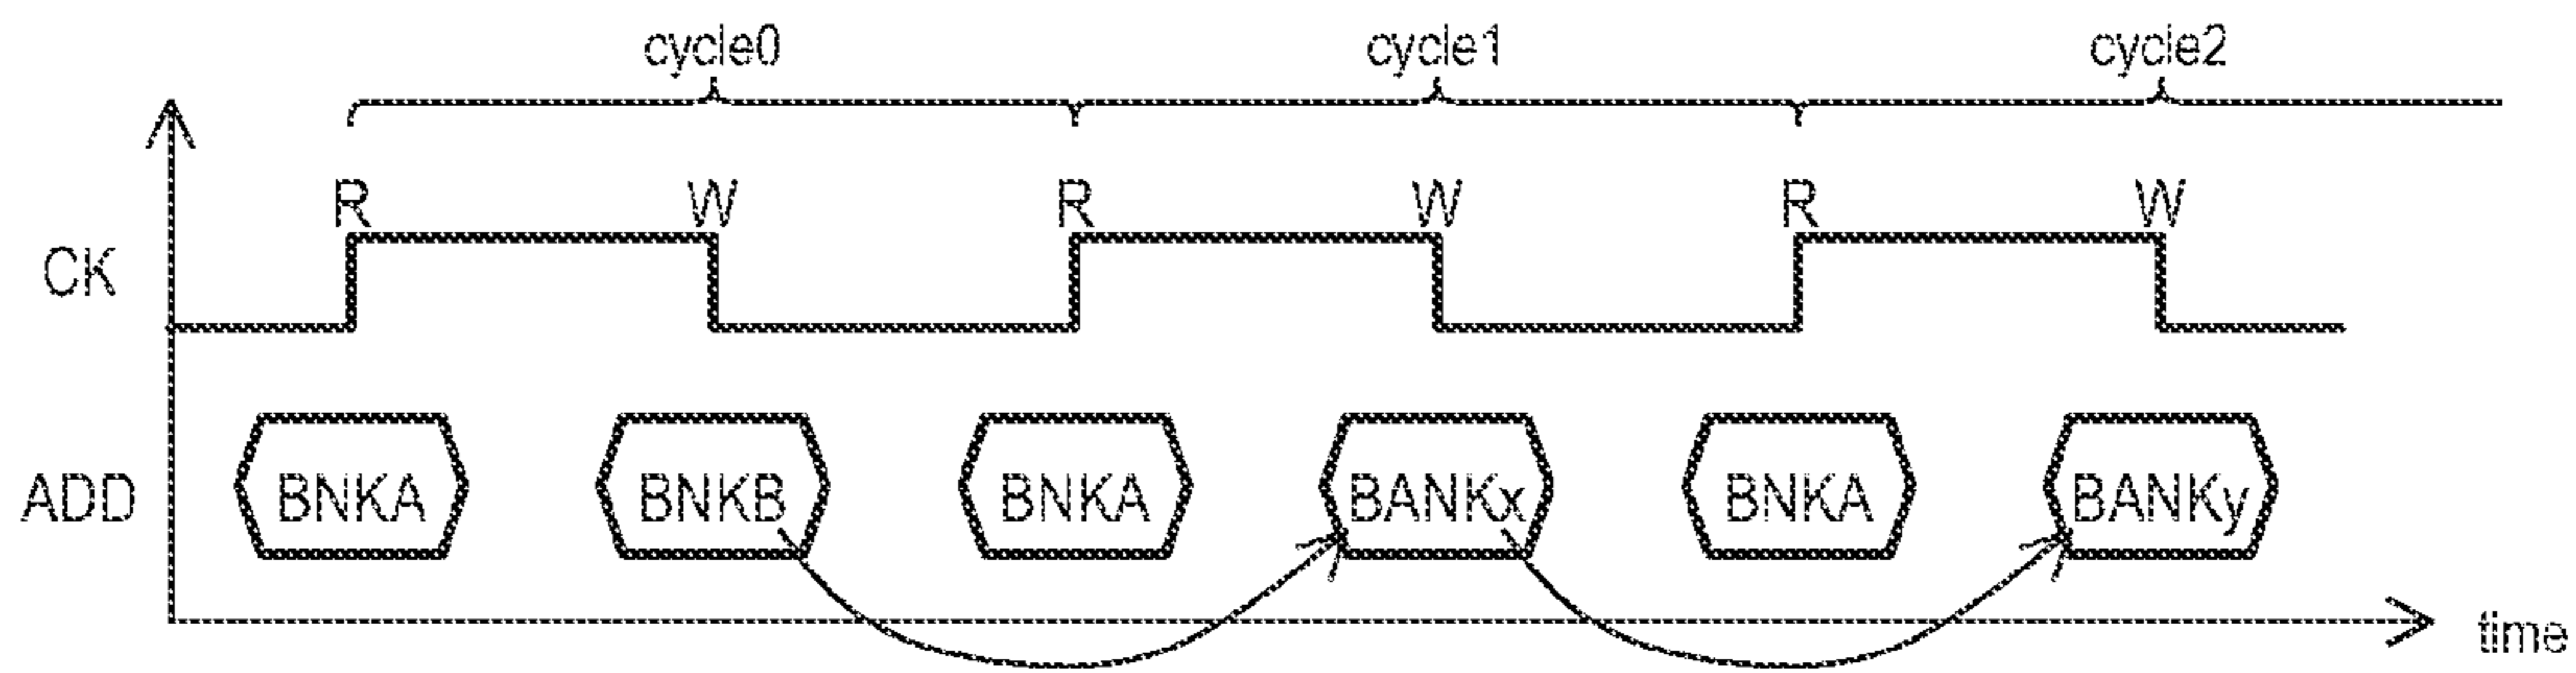 cycle0 cycle1 cycle2
R W R W R W
CK
ADD BNKA BNKB BNKA BANKx BNKA BANKy
time